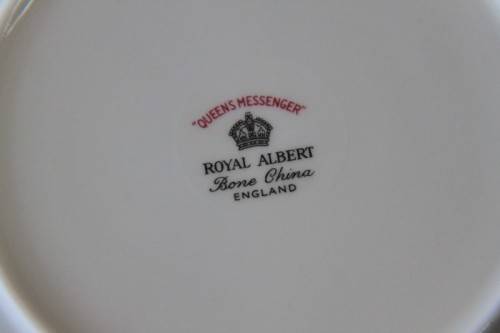 "QUEENS MESSENGER"
ROYAL ALBERT
Bone China
ENGLAND